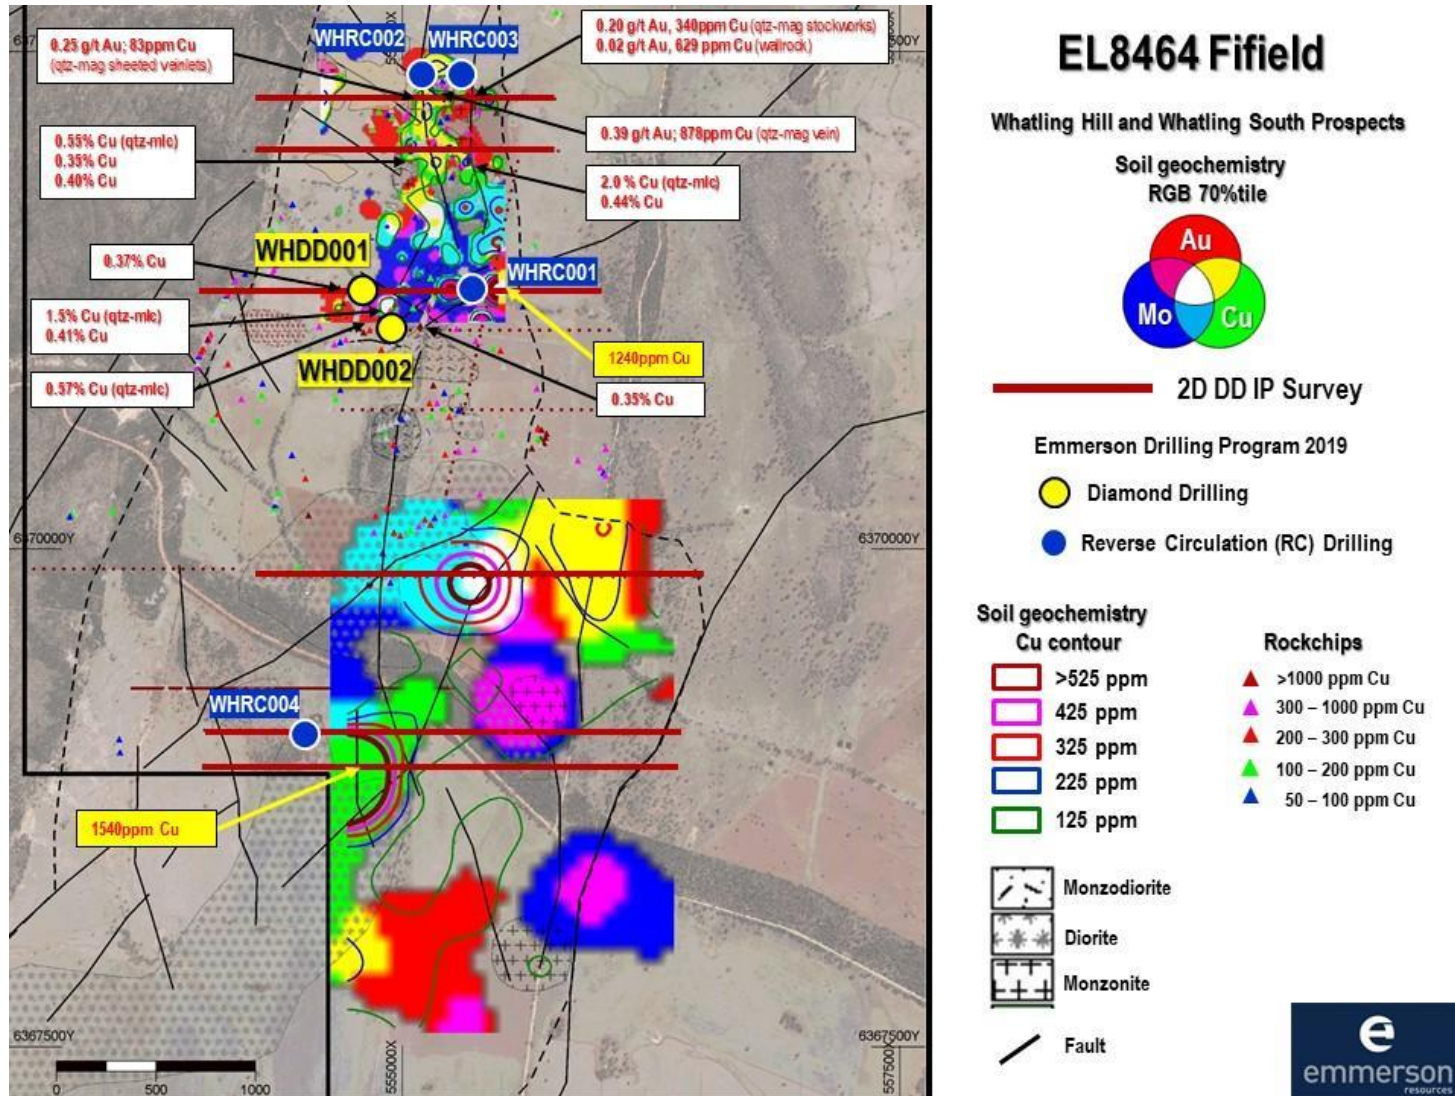 WHRC002
WHRC003
0.25 g/t Au; 83ppm Cu
(qtz-mag sheeted veinlets)
0.20 g/t Au, 340ppm Cu (qtz-mag stockworks)
0.02 g/t Au, 629 ppm Cu (wallrock)
0.39 g/t Au; 878ppm Cu (qtz-mag vein)
0.55% Cu (qtz-mlc)
0.35% Cu
0.40% Cu
2.0 % Cu (qtz-mlc)
0.44% Cu
WHDD001
0.37% Cu
WHRC001
1.5% Cu (qtz-mlc)
0.41% Cu
1240ppm Cu
WHDD002
0.57% Cu (qtz-mlc)
0.35% Cu
6370000Y
6370000Y
WHRC004
1540ppm Cu
6367500Y
6367500Y
555000X
557500X
0
500
1000
EL8464 Fifield
Whatling Hill and Whatling South Prospects
Soil geochemistry
RGB 70%tile
Au
Mo
Cu
2D DD IP Survey
Emmerson Drilling Program 2019
Diamond Drilling
Reverse Circulation (RC) Drilling
Soil geochemistry
Cu contour
>525 ppm
425 ppm
325 ppm
225 ppm
125 ppm
Rockchips
>1000 ppm Cu
300 – 1000 ppm Cu
200 – 300 ppm Cu
100 – 200 ppm Cu
50 – 100 ppm Cu
Monzodiorite
Diorite
Monzonite
Fault
e
emmerson
resources